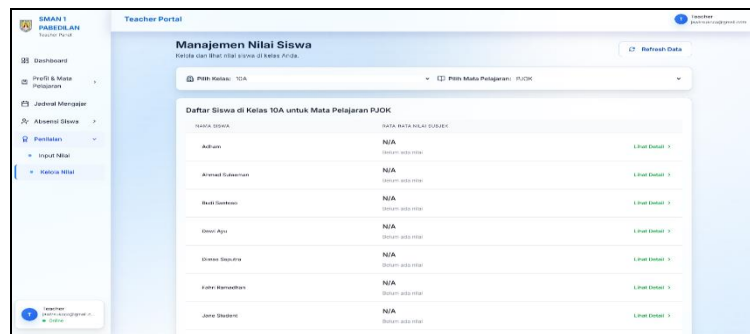 SMAN 1
PABEDILAN
Teacher Portal
Dashboard
Profil & Mata
Pelajaran
Jadwal Mengajar
Absensi Siswa
Penilaian
Input Nilai
Kelola Nilai
Teacher
Online
Teacher Portal
Teacher
Manajemen Nilai Siswa
Kelola dan lihat nilai siswa di kelas Anda.
Refresh Data
Pilih Kelas: 10A
Pilih Mata Pelajaran: PJOK
Daftar Siswa di Kelas 10A untuk Mata Pelajaran PJOK
NAMA SISWA RATA-RATA NILAI SUBJEK
Adham N/A Lihat Detail
Belum ada nilai
Ahmad Sulaeman N/A Lihat Detail
Belum ada nilai
Budi Santoso N/A Lihat Detail
Belum ada nilai
Dewi Ayu N/A Lihat Detail
Belum ada nilai
Dimas Saputra N/A Lihat Detail
Belum ada nilai
Fahri Ramadhan N/A Lihat Detail
Belum ada nilai
Jane Student N/A Lihat Detail
Belum ada nilai